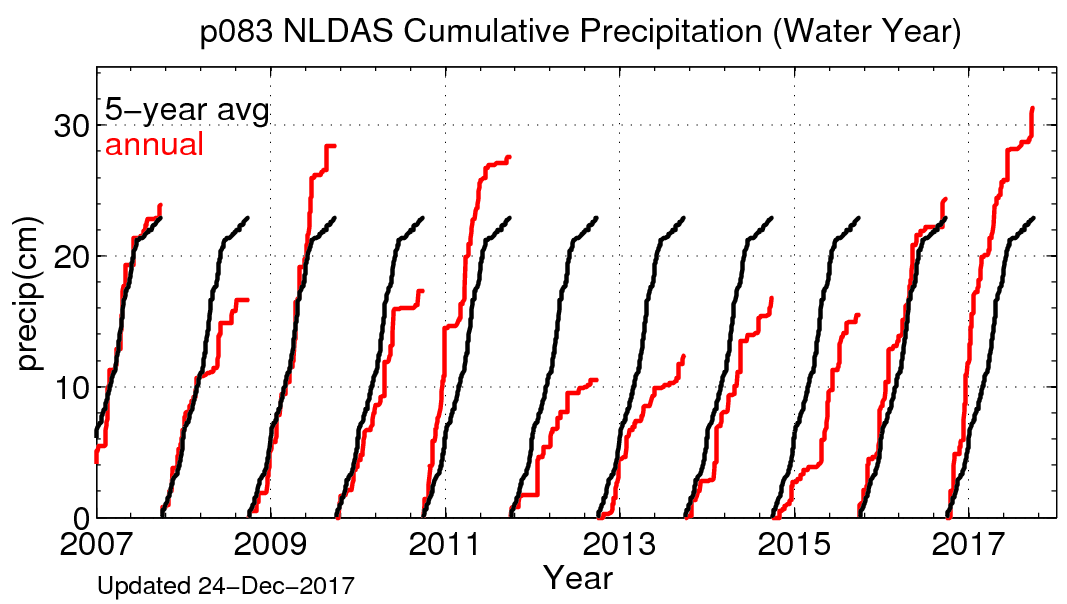 p083 NLDAS Cumulative Precipitation (Water Year)
5−year avg
annual
precip(cm)
30
20
10
0
2007 2009 2011 2013 2015 2017
Year
Updated 24−Dec−2017